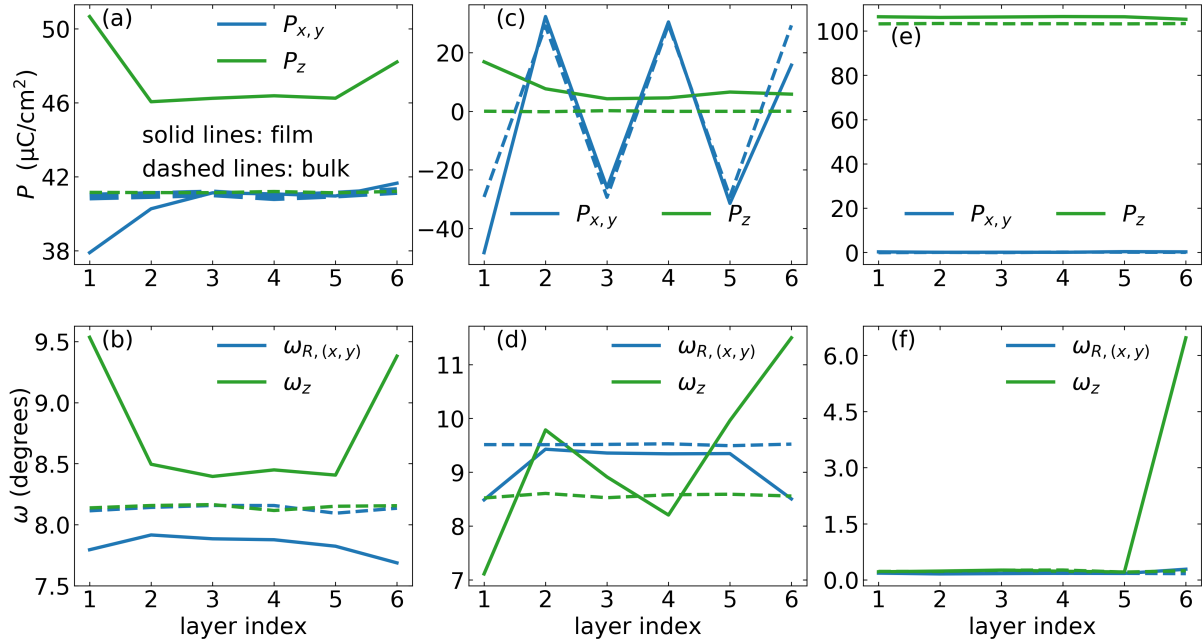 (a)
P_{x, y}
P_z
solid lines: film
dashed lines: bulk
P (μC/cm²)
50
46
42
38
1 2 3 4 5 6
(c)
20
0
−20
−40
P_{x, y} P_z
1 2 3 4 5 6
(e)
100
80
60
40
20
0
P_{x, y} P_z
1 2 3 4 5 6
(b)
ω_{R, (x, y)}
ω_z
ω (degrees)
9.5
9.0
8.5
8.0
7.5
1 2 3 4 5 6
layer index
(d)
ω_{R, (x, y)}
ω_z
11
10
9
8
7
1 2 3 4 5 6
layer index
(f)
ω_{R, (x, y)}
ω_z
6.0
4.5
3.0
1.5
0.0
1 2 3 4 5 6
layer index